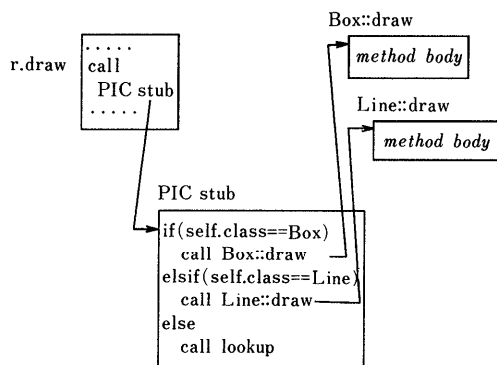 Box::draw
method body
r.draw
.....
call
PIC stub
.....
Line::draw
method body
PIC stub
if(self.class==Box)
call Box::draw
elsif(self.class==Line)
call Line::draw
else
call lookup